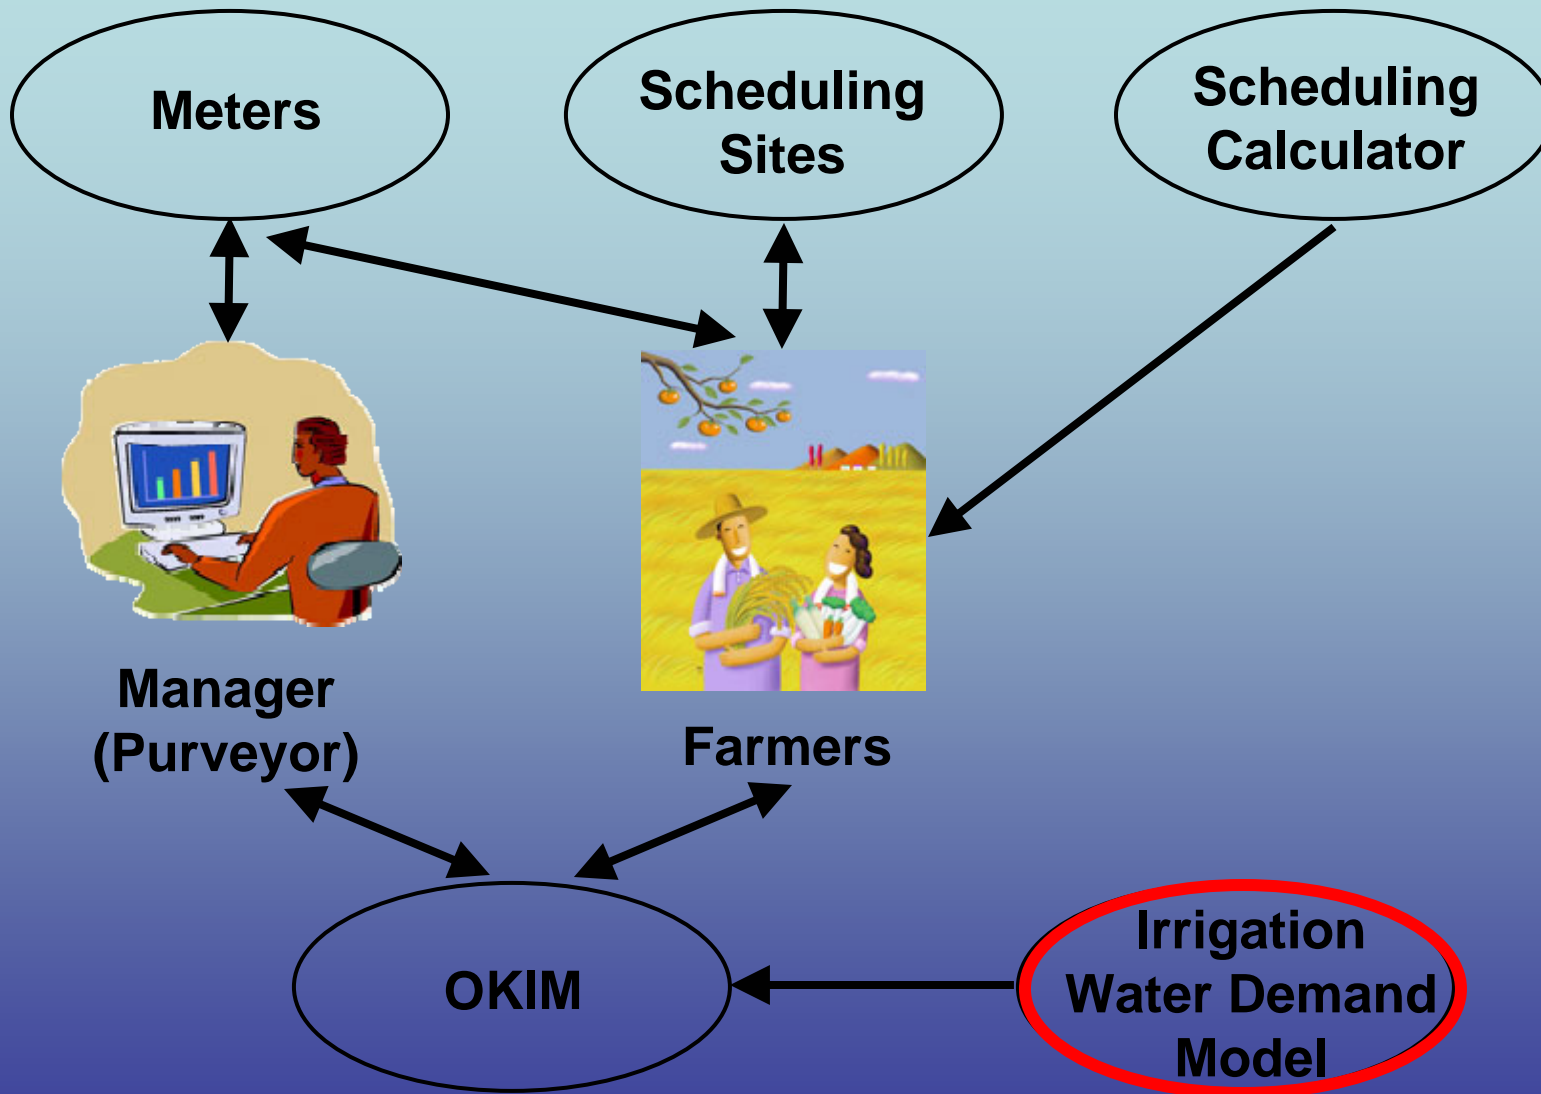 Meters
Scheduling
Sites
Scheduling
Calculator
Manager
(Purveyor)
Farmers
OKIM
Irrigation
Water Demand
Model